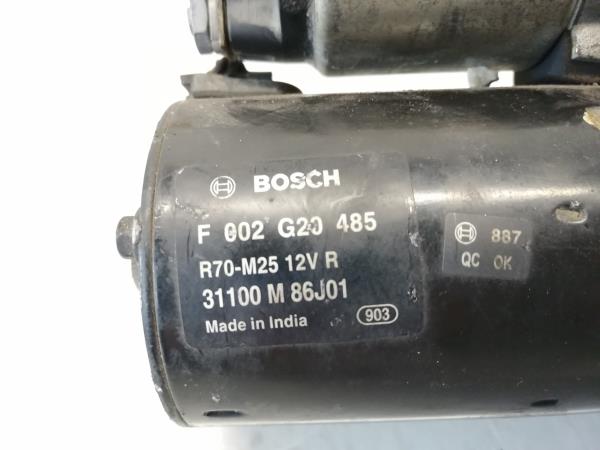 BOSCH
F 002 G20 485
R70-M25 12V R
31100 M 86J01
Made in India 903
887
QC OK